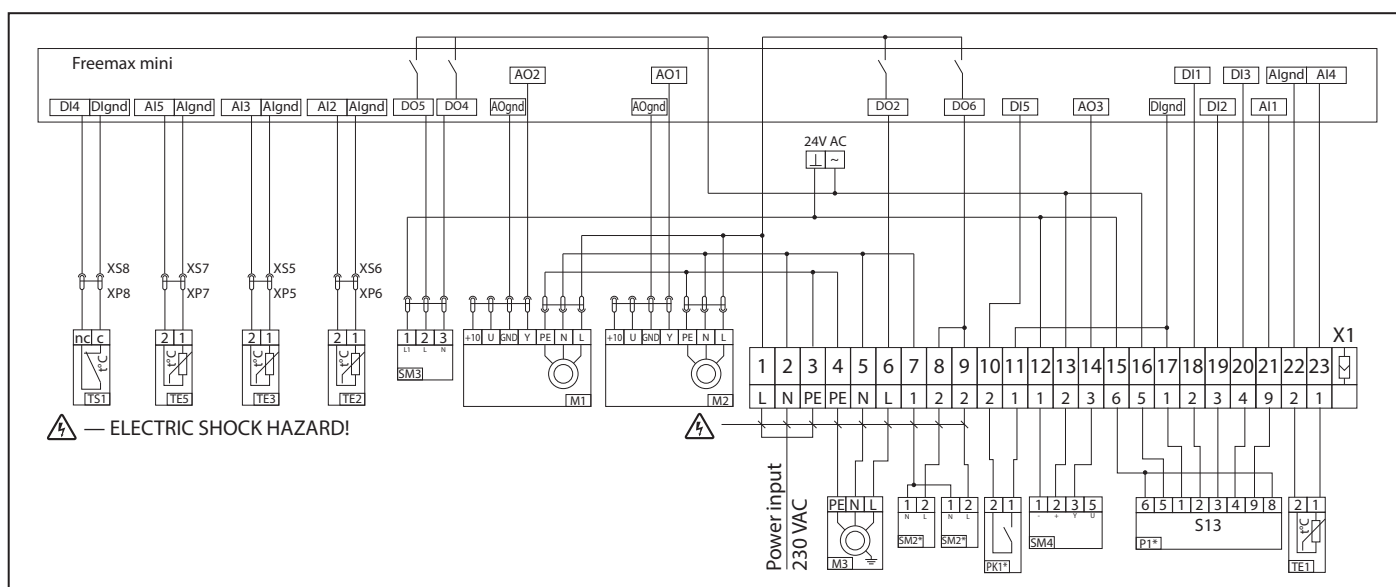 Freemax mini
AO2 AO1 DI1 DI3 AIgnd AI4
DI4 DIgnd AI5 AIgnd AI3 AIgnd AI2 AIgnd DO5 DO4 AOgnd AOgnd DO2 DO6 DI5 AO3 DIgnd DI2 AI1
24V AC
⊥ ~
XS8 XS7 XS5 XS6
XP8 XP7 XP5 XP6
nc c 2 1 2 1 2 1 1 2 3 +10 U GND Y PE N L +10 U GND Y PE N L
L1 L N
t°C t°C t°C t°C
SM3
TS1 TE5 TE3 TE2 M1 M2
X1
1 2 3 4 5 6 7 8 9 10 11 12 13 14 15 16 17 18 19 20 21 22 23
L N PE PE N L 1 2 2 2 1 1 2 3 6 5 1 2 3 4 9 2 1
— ELECTRIC SHOCK HAZARD!
Power input
230 VAC
PE N L 1 2 1 2 2 1 1 2 3 5 6 5 1 2 3 4 9 8 2 1
N L N L - + Y U
S13
t°C
M3 SM2* SM2* PK1* SM4 P1* TE1